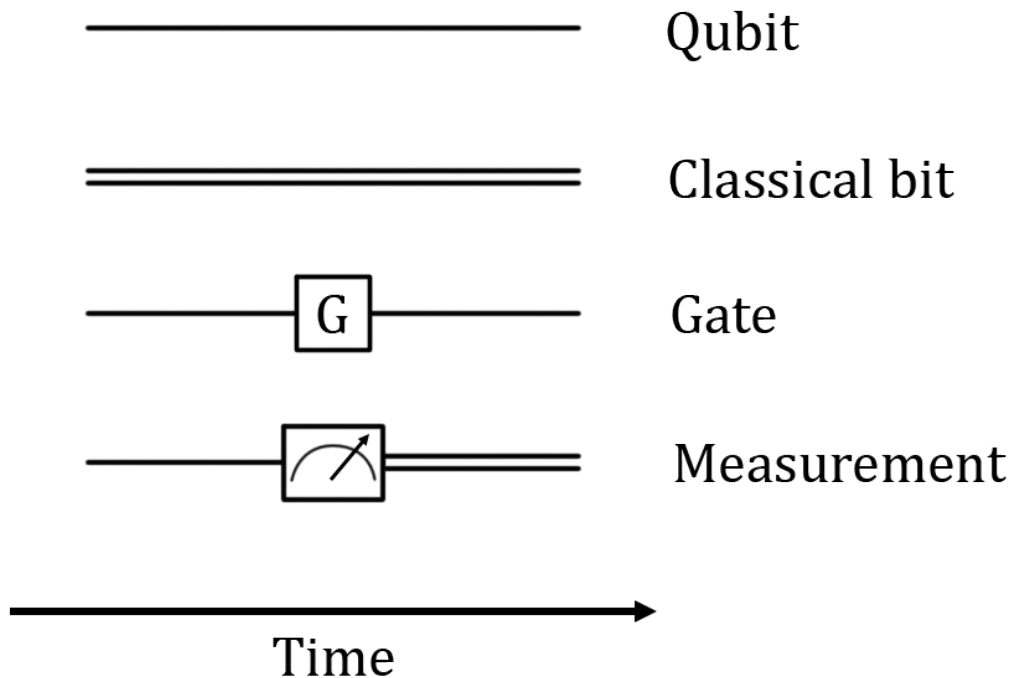 Qubit
Classical bit
G
Gate
Measurement
Time